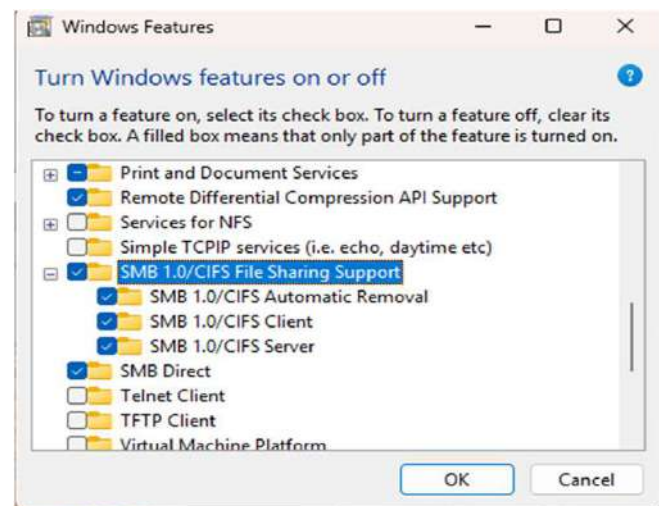 Windows Features
Turn Windows features on or off
To turn a feature on, select its check box. To turn a feature off, clear its
check box. A filled box means that only part of the feature is turned on.
Print and Document Services
Remote Differential Compression API Support
Services for NFS
Simple TCPIP services (i.e. echo, daytime etc)
SMB 1.0/CIFS File Sharing Support
SMB 1.0/CIFS Automatic Removal
SMB 1.0/CIFS Client
SMB 1.0/CIFS Server
SMB Direct
Telnet Client
TFTP Client
Virtual Machine Platform
OK Cancel